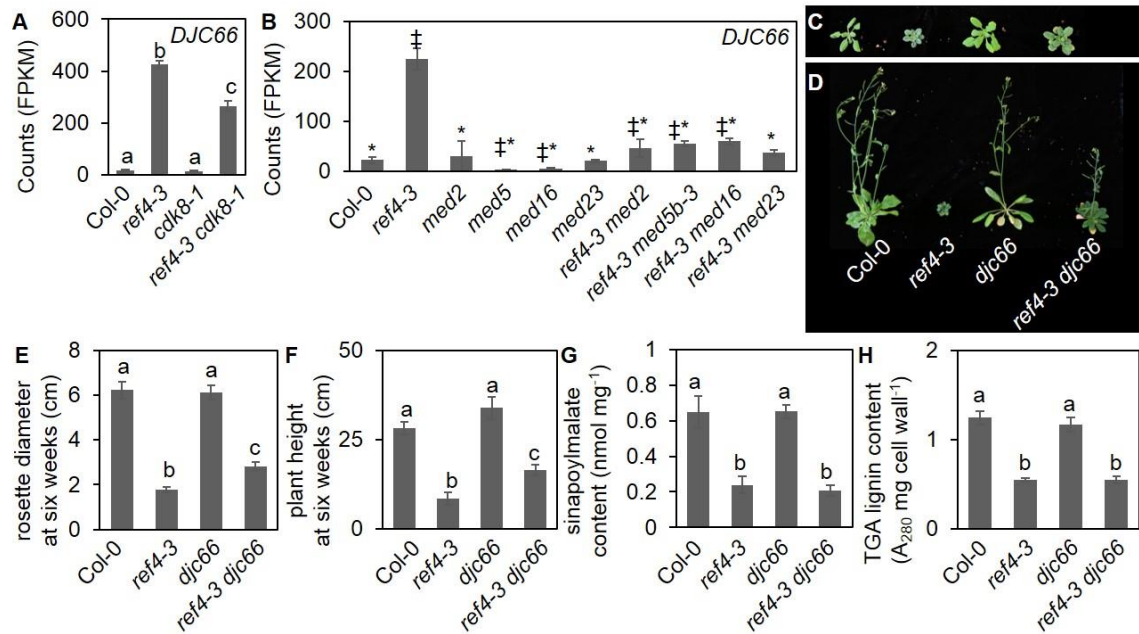 A
DJC66
Counts (FPKM)
600
400
200
0
a
b
a
c
Col-0
ref4-3
cdk8-1
ref4-3 cdk8-1
B
DJC66
Counts (FPKM)
300
200
100
0
*
‡
*
‡*
‡*
*
‡*
‡*
‡*
*
Col-0
ref4-3
med2
med5
med16
med23
ref4-3 med2
ref4-3 med5b-3
ref4-3 med16
ref4-3 med23
C
D
Col-0
ref4-3
djc66
ref4-3 djc66
E
rosette diameter
at six weeks (cm)
8
6
4
2
0
a
b
a
c
Col-0
ref4-3
djc66
ref4-3 djc66
F
plant height
at six weeks (cm)
50
25
0
a
b
a
c
Col-0
ref4-3
djc66
ref4-3 djc66
G
sinapoylmalate
content (nmol mg⁻¹)
1
0.8
0.6
0.4
0.2
0
a
b
a
b
Col-0
ref4-3
djc66
ref4-3 djc66
H
TGA lignin content
(A₂₈₀ mg cell wall⁻¹)
2
1
0
a
b
a
b
Col-0
ref4-3
djc66
ref4-3 djc66